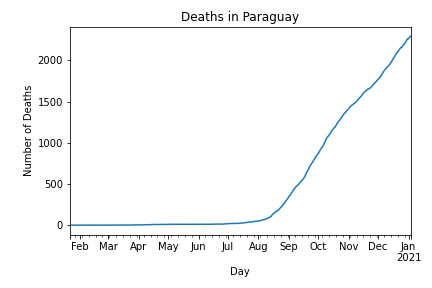 Deaths in Paraguay
Number of Deaths
2000
1500
1000
500
0
Feb Mar Apr May Jun Jul Aug Sep Oct Nov Dec Jan
2021
Day